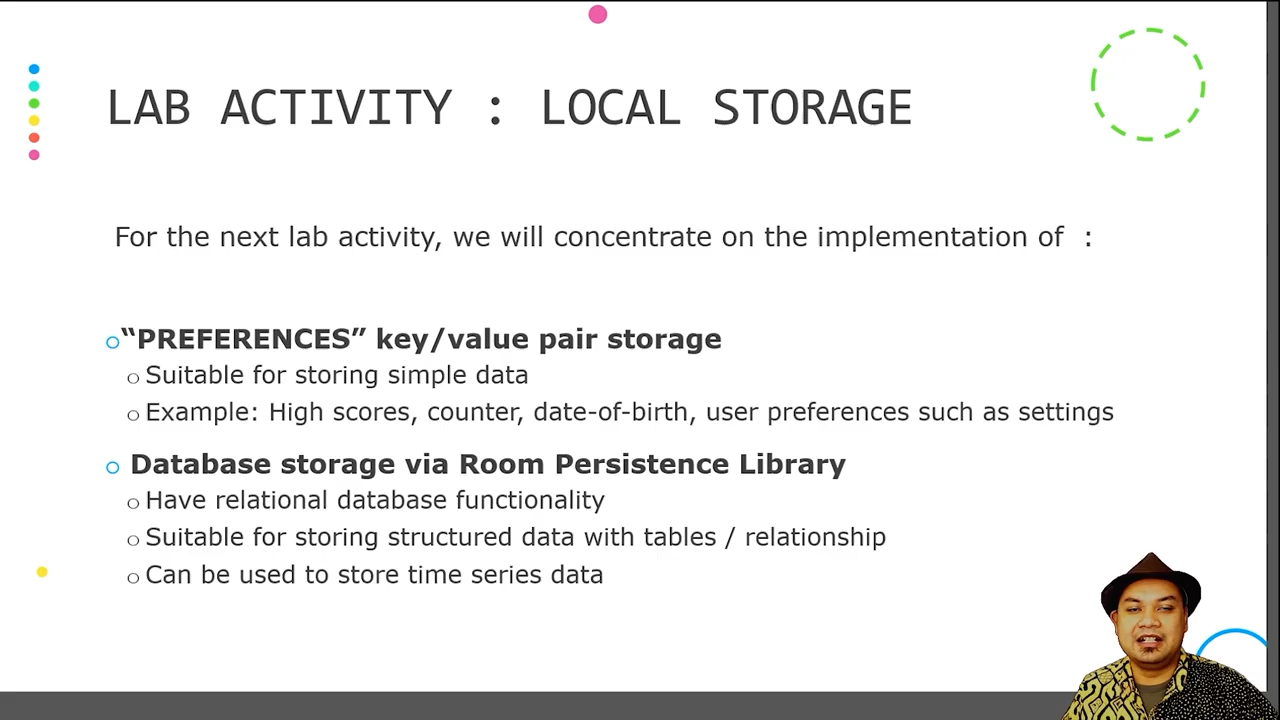 LAB ACTIVITY : LOCAL STORAGE
For the next lab activity, we will concentrate on the implementation of :
“PREFERENCES” key/value pair storage
Suitable for storing simple data
Example: High scores, counter, date-of-birth, user preferences such as settings
Database storage via Room Persistence Library
Have relational database functionality
Suitable for storing structured data with tables / relationship
Can be used to store time series data